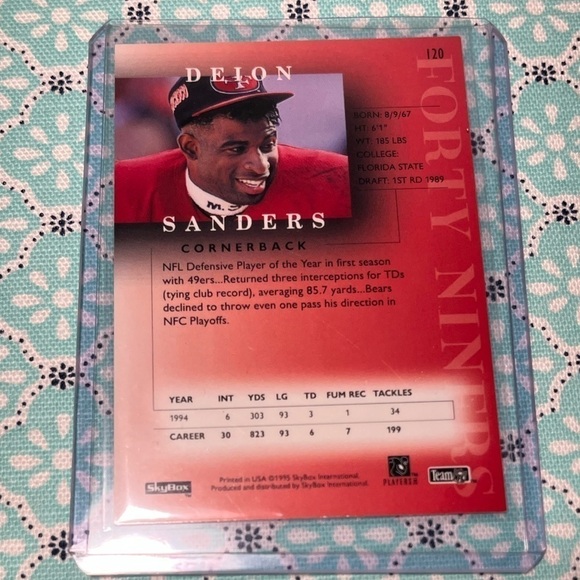 120
DEION
BORN: 8/9/67
HT: 6'1"
WT: 185 LBS
COLLEGE:
FLORIDA STATE
DRAFT: 1ST RD 1989
FORTY NINERS
M. S
SANDERS
CORNERBACK
NFL Defensive Player of the Year in first season
with 49ers...Returned three interceptions for TDs
(tying club record), averaging 85.7 yards...Bears
declined to throw even one pass his direction in
NFC Playoffs.
YEAR INT YDS LG TD FUM REC TACKLES
1994 6 303 93 3 1 34
CAREER 30 823 93 6 7 199
Printed in USA ©1995 SkyBox International.
Produced and distributed by SkyBox International.
SkyBox
PLAYERS
Team